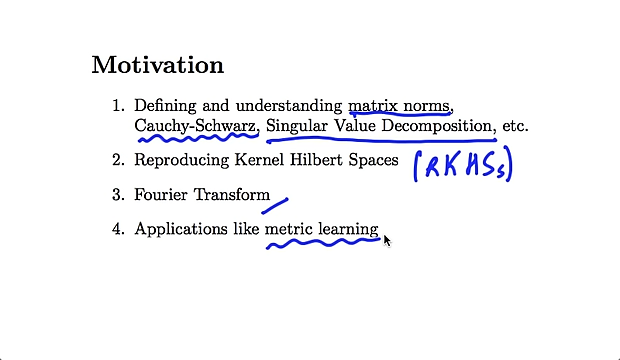 Motivation
1. Defining and understanding matrix norms,
Cauchy-Schwarz, Singular Value Decomposition, etc.
2. Reproducing Kernel Hilbert Spaces (RKHSs)
3. Fourier Transform
4. Applications like metric learning